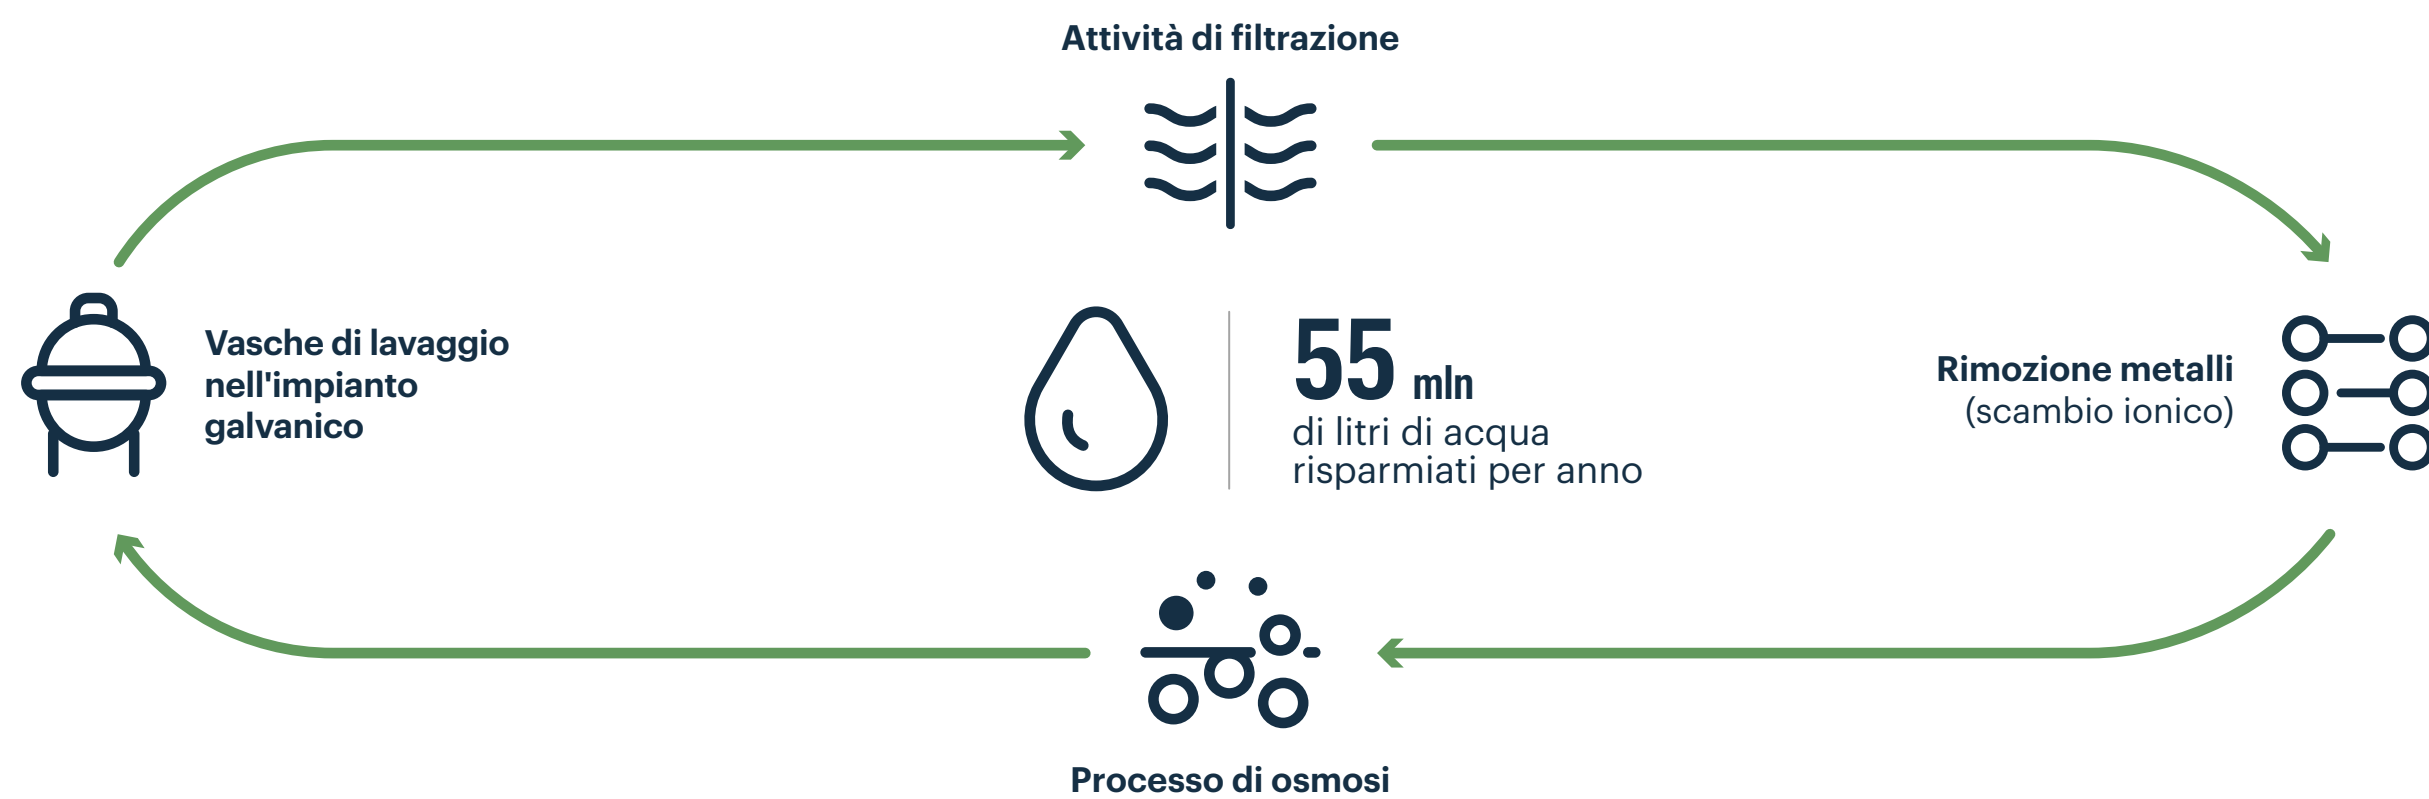 Attività di filtrazione
Vasche di lavaggio
nell'impianto
galvanico
55 mln
di litri di acqua
risparmiati per anno
Rimozione metalli
(scambio ionico)
Processo di osmosi